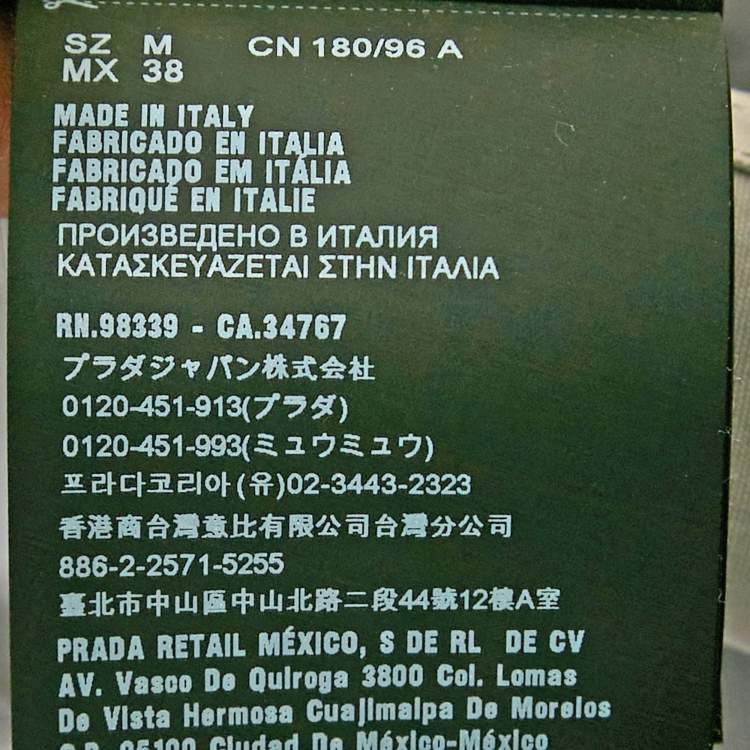 SZ M CN 180/96 A
MX 38
MADE IN ITALY
FABRICADO EN ITALIA
FABRICADO EM ITÁLIA
FABRIQUÉ EN ITALIE
ПРОИЗВЕДЕНО В ИТАЛИЯ
ΚΑΤΑΣΚΕΥΑΖΕΤΑΙ ΣΤΗΝ ΙΤΑΛΙΑ
RN.98339 - CA.34767
プラダジャパン株式会社
0120-451-913(プラダ)
0120-451-993(ミュウミュウ)
프라다코리아(유)02-3443-2323
香港商台灣意比有限公司台灣分公司
886-2-2571-5255
臺北市中山區中山北路二段44號12樓A室
PRADA RETAIL MÉXICO, S DE RL DE CV
AV. Vasco De Quiroga 3800 Col. Lomas
De Vista Hermosa Cuajimalpa De Morelos
C.P. 05100 Ciudad De México-México